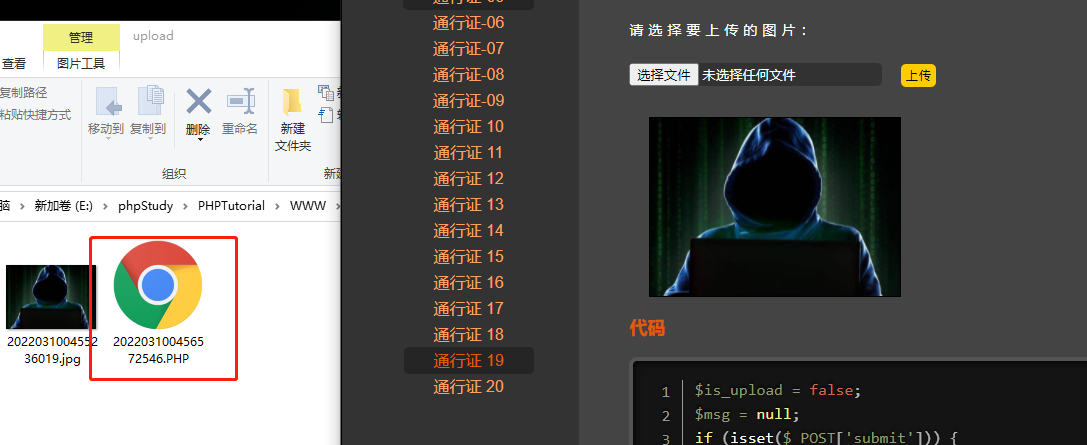 管理
upload
查看
图片工具
复制路径
粘贴快捷方式
移动到
复制到
删除
重命名
新建
文件夹
组织
脑 > 新加卷 (E:) > phpStudy > PHPTutorial > WWW >
2022031004552
36019.jpg
2022031004565
72546.PHP
通行证-06
通行证-07
通行证-08
通行证-09
通行证 10
通行证 11
通行证 12
通行证 13
通行证 14
通行证 15
通行证 16
通行证 17
通行证 18
通行证 19
通行证 20
请选择要上传的图片：
选择文件 未选择任何文件
上传
代码
1 $is_upload = false;
2 $msg = null;
3 if (isset($_POST['submit'])) {